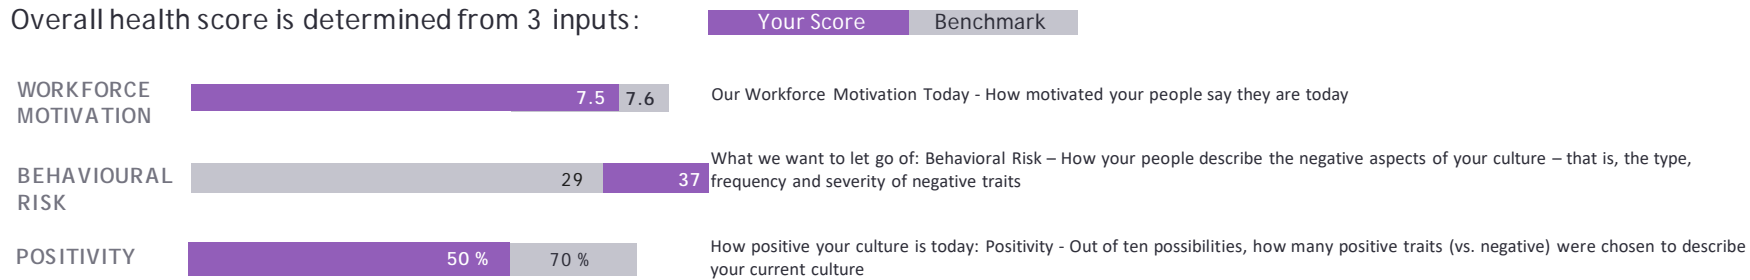 Overall health score is determined from 3 inputs:
Your Score Benchmark
WORKFORCE
MOTIVATION
7.5 7.6
Our Workforce Motivation Today - How motivated your people say they are today
BEHAVIOURAL
RISK
29 37
What we want to let go of: Behavioral Risk – How your people describe the negative aspects of your culture – that is, the type,
frequency and severity of negative traits
POSITIVITY
50 % 70 %
How positive your culture is today: Positivity - Out of ten possibilities, how many positive traits (vs. negative) were chosen to describe
your current culture